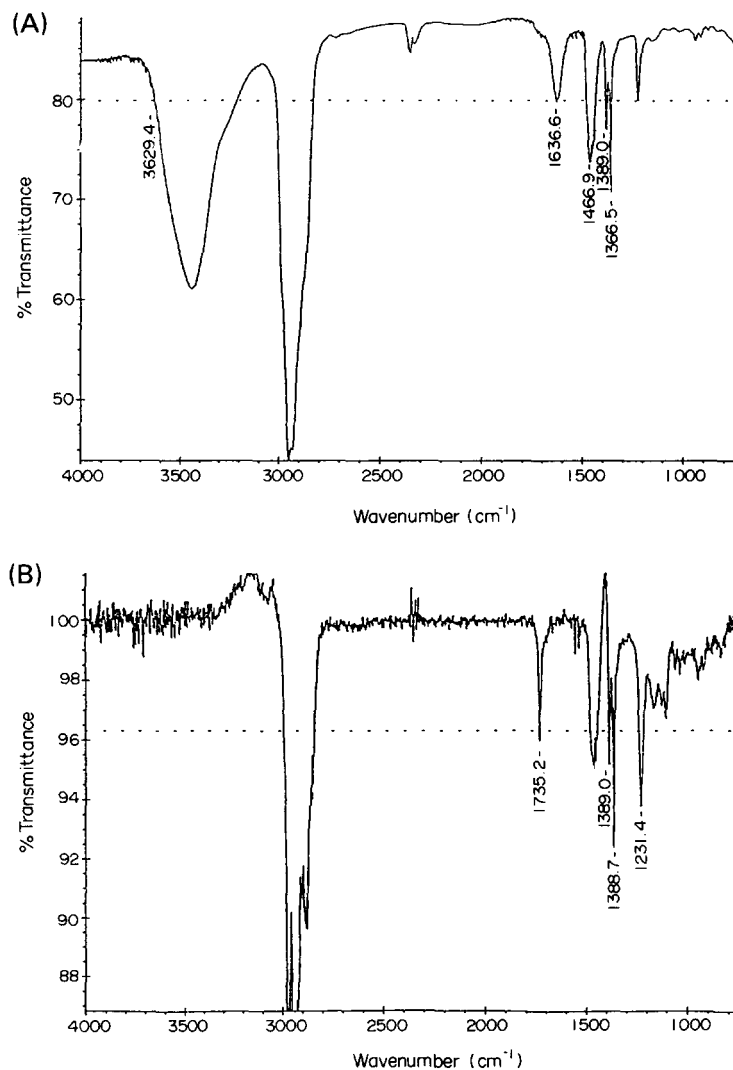 (A)
80
70
60
50
% Transmittance
3629.4-
1636.6-
1466.9-
1389.0-
1366.5-
4000 3500 3000 2500 2000 1500 1000
Wavenumber (cm-1)
(B)
100
98
96
94
92
90
88
% Transmittance
1735.2-
1389.0-
1388.7-
1231.4-
4000 3500 3000 2500 2000 1500 1000
Wavenumber (cm-1)